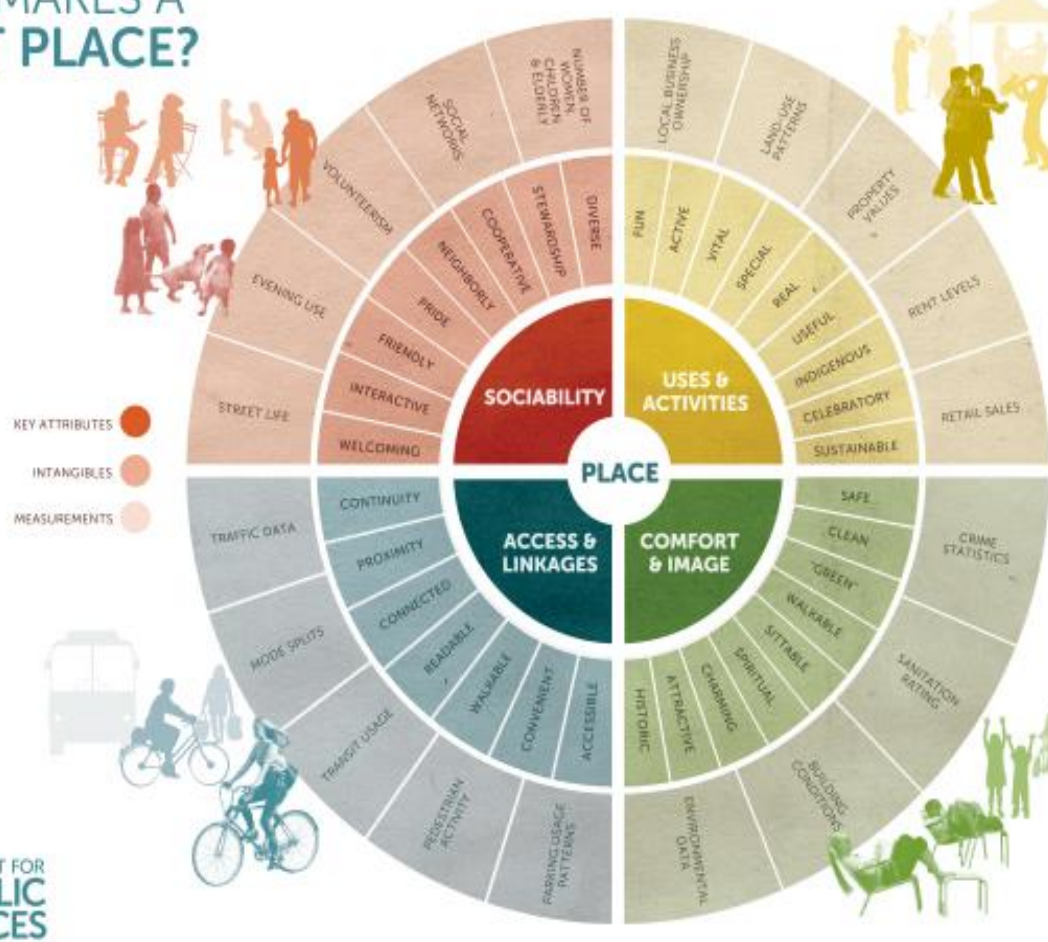 MAKES A
T PLACE?
KEY ATTRIBUTES
INTANGIBLES
MEASUREMENTS
PLACE
SOCIABILITY
USES &
ACTIVITIES
ACCESS &
LINKAGES
COMFORT
& IMAGE
WELCOMING
INTERACTIVE
FRIENDLY
PRIDE
NEIGHBORLY
COOPERATIVE
STEWARDSHIP
DIVERSE
FUN
ACTIVE
VITAL
SPECIAL
REAL
USEFUL
INDIGENOUS
CELEBRATORY
SUSTAINABLE
SAFE
CLEAN
"GREEN"
WALKABLE
SITTABLE
SPIRITUAL
CHARMING
ATTRACTIVE
HISTORIC
ACCESSIBLE
CONVENIENT
WALKABLE
READABLE
CONNECTED
PROXIMITY
CONTINUITY
STREET LIFE
EVENING USE
VOLUNTEERISM
SOCIAL
NETWORKS
NUMBER OF
WOMEN,
CHILDREN
& ELDERLY
LOCAL BUSINESS
OWNERSHIP
LAND-USE
PATTERNS
PROPERTY
VALUES
RENT LEVELS
RETAIL SALES
CRIME
STATISTICS
SANITATION
RATING
BUILDING
CONDITIONS
ENVIRONMENTAL
DATA
PARKING USAGE
PATTERNS
PEDESTRIAN
ACTIVITY
TRANSIT USAGE
MODE SPLITS
TRAFFIC DATA
T FOR
LIC
CES